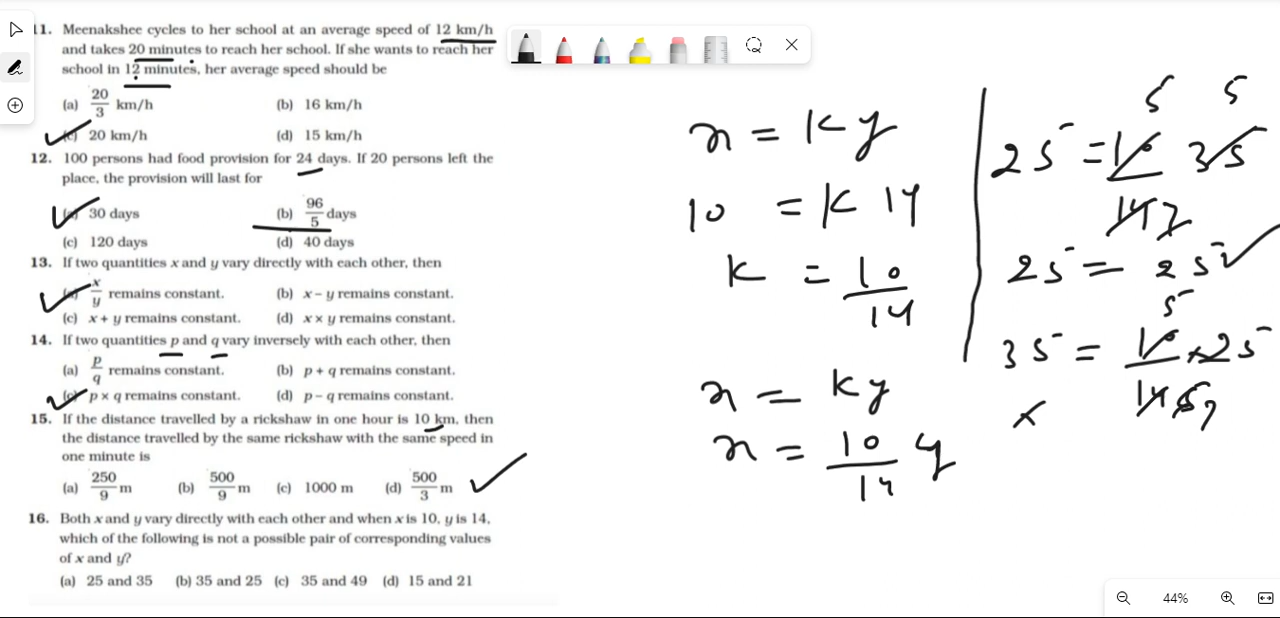 11. Meenakshee cycles to her school at an average speed of 12 km/h
and takes 20 minutes to reach her school. If she wants to reach her
school in 12 minutes, her average speed should be
(a) 20/3 km/h (b) 16 km/h
(c) 20 km/h (d) 15 km/h
12. 100 persons had food provision for 24 days. If 20 persons left the
place, the provision will last for
(a) 30 days (b) 96/5 days
(c) 120 days (d) 40 days
13. If two quantities x and y vary directly with each other, then
(a) x/y remains constant. (b) x – y remains constant.
(c) x + y remains constant. (d) x × y remains constant.
14. If two quantities p and q vary inversely with each other, then
(a) p/q remains constant. (b) p + q remains constant.
(c) p × q remains constant. (d) p – q remains constant.
15. If the distance travelled by a rickshaw in one hour is 10 km, then
the distance travelled by the same rickshaw with the same speed in
one minute is
(a) 250/9 m (b) 500/9 m (c) 1000 m (d) 500/3 m
16. Both x and y vary directly with each other and when x is 10, y is 14,
which of the following is not a possible pair of corresponding values
of x and y?
(a) 25 and 35 (b) 35 and 25 (c) 35 and 49 (d) 15 and 21
x = ky
10 = K 14
K = 10/14
x = ky
x = 10/14 y
5 5
25 = 10/14 35
7
25 = 25
5
35 = 10/14 × 25
7
×
44%